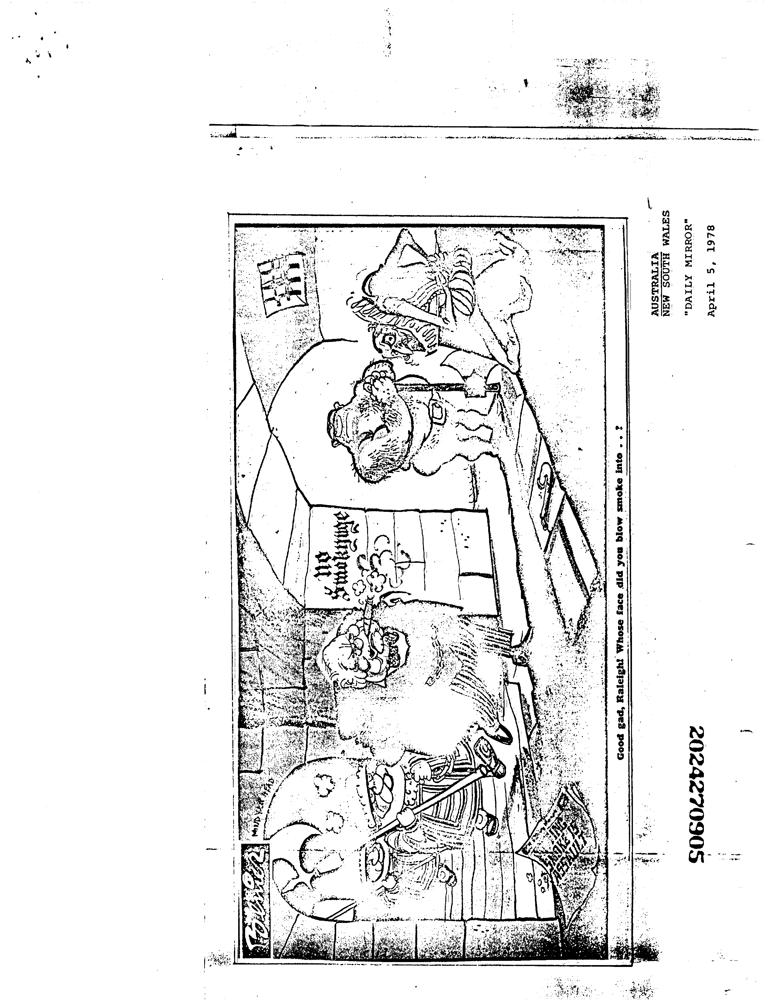 AUSTRALIA
NEW SOUTH WALES
"DAILY MIRROR"
April 5, 1978
no
Smokynge
Good gad, Raleigh! Whose face did you blow smoke into . . ?
2024270905